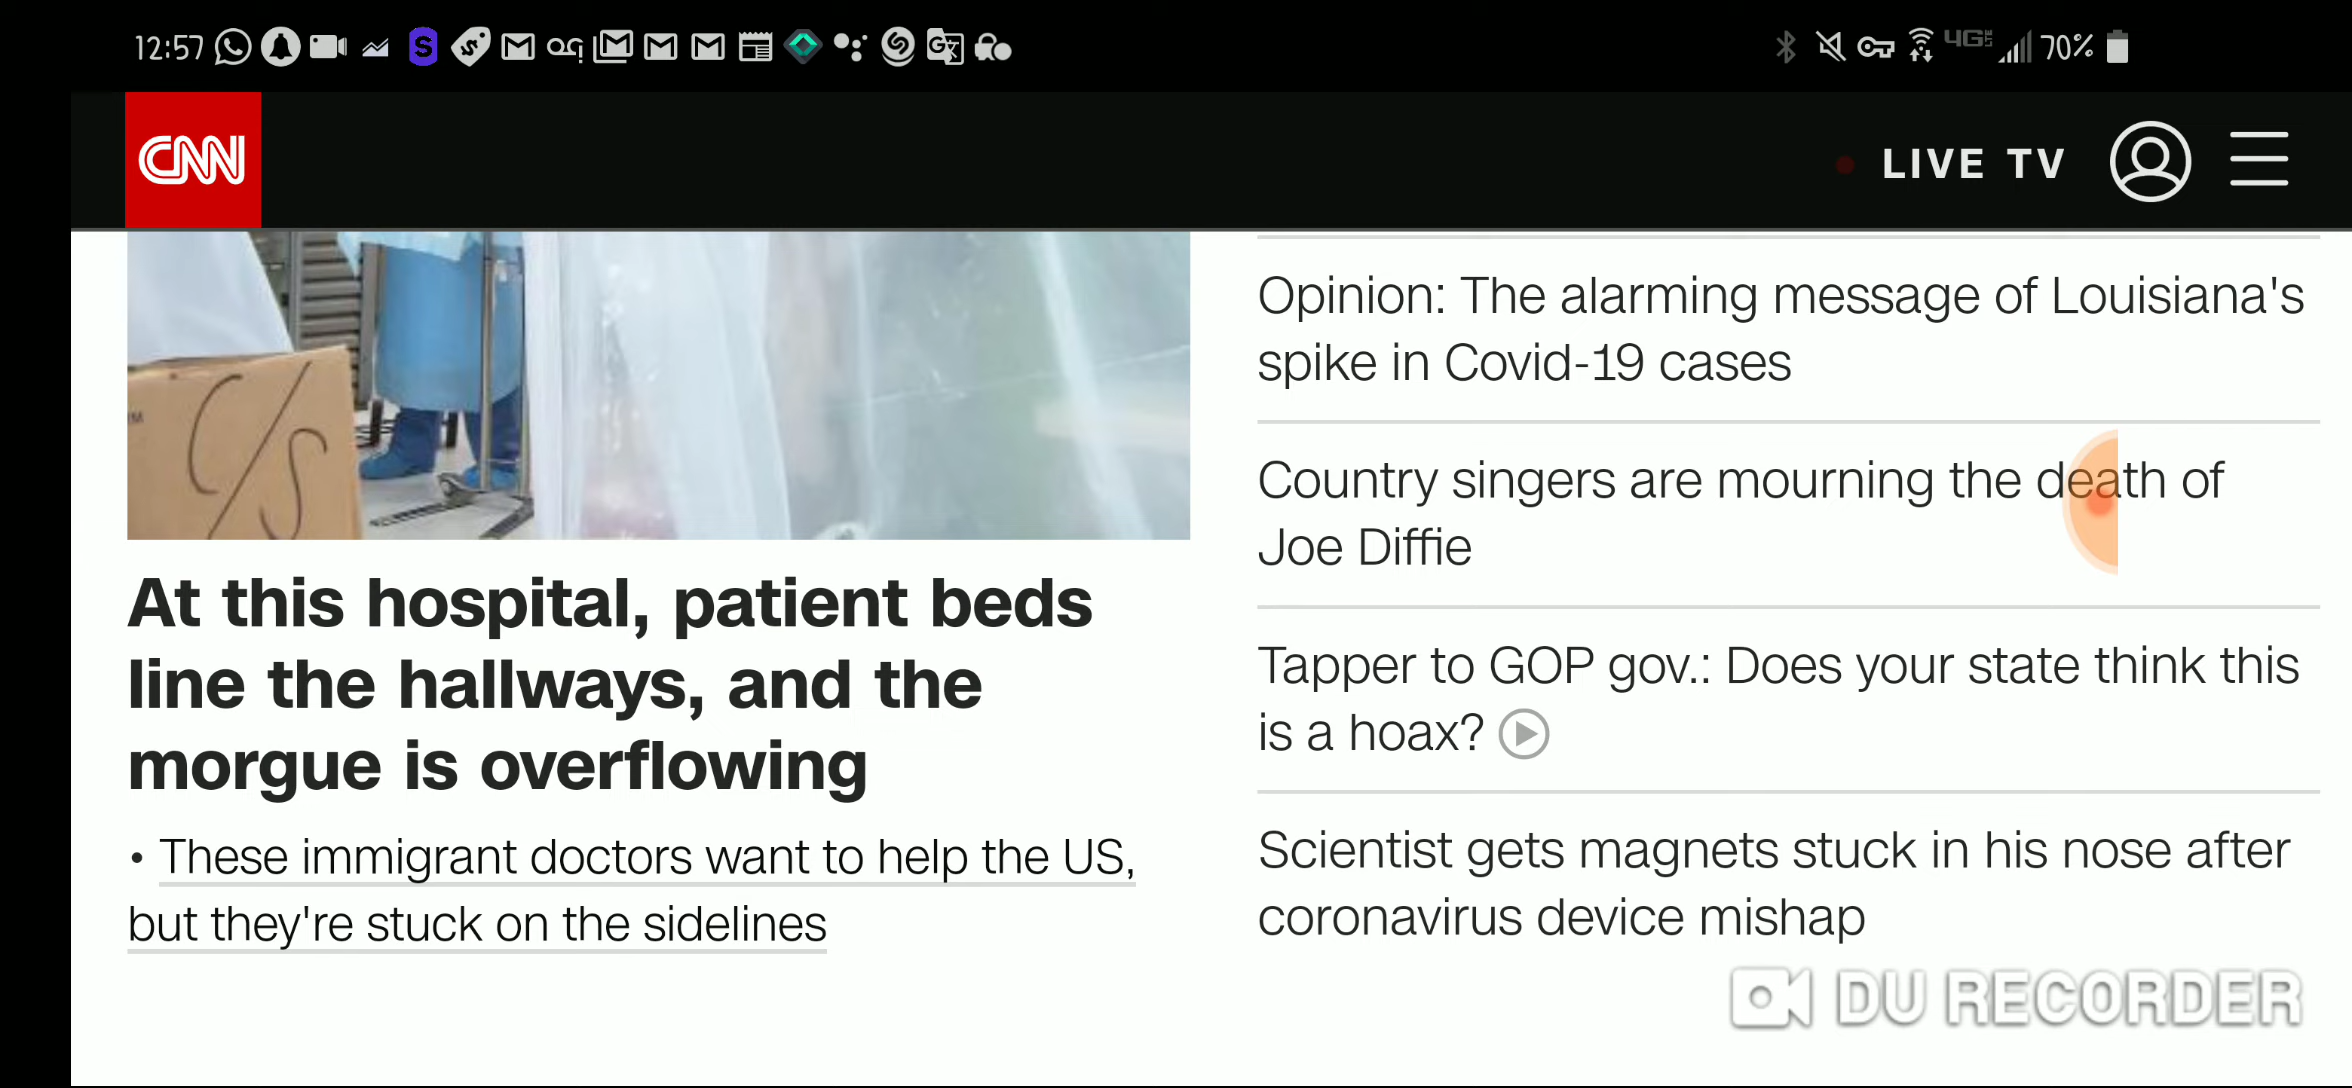 12:57
4G LTE
70%
CNN
LIVE TV
C/S
At this hospital, patient beds
line the hallways, and the
morgue is overflowing
• These immigrant doctors want to help the US,
but they're stuck on the sidelines
Opinion: The alarming message of Louisiana's
spike in Covid-19 cases
Country singers are mourning the death of
Joe Diffie
Tapper to GOP gov.: Does your state think this
is a hoax?
Scientist gets magnets stuck in his nose after
coronavirus device mishap
DU RECORDER